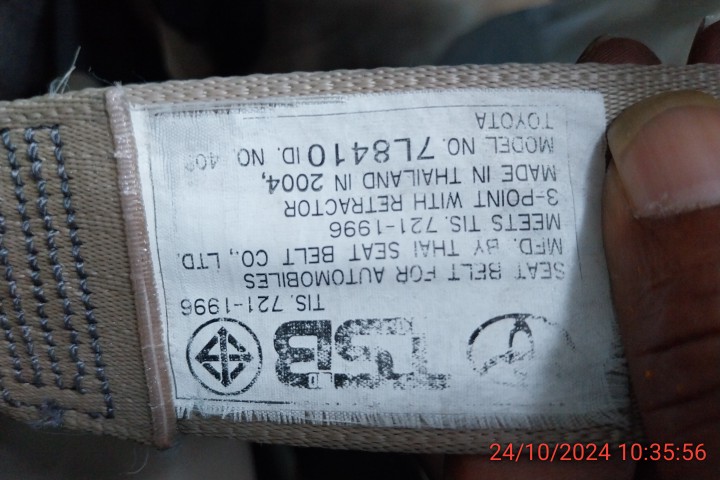 TSB
TIS. 721-1996
SEAT BELT FOR AUTOMOBILES
MFD. BY THAI SEAT BELT CO., LTD.
MEETS TIS. 721-1996
3-POINT WITH RETRACTOR
MADE IN THAILAND IN 2004,
MODEL NO. 7L8410 ID. NO.
TOYOTA
24/10/2024 10:35:56